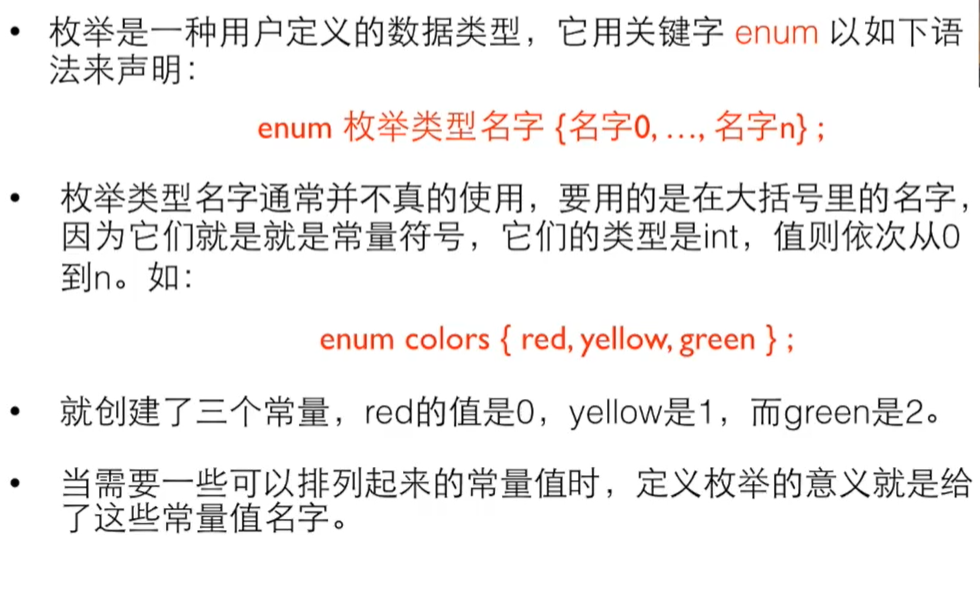 • 枚举是一种用户定义的数据类型，它用关键字 enum 以如下语
法来声明：
enum 枚举类型名字 {名字0, …, 名字n} ;
• 枚举类型名字通常并不真的使用，要用的是在大括号里的名字，
因为它们就是就是常量符号，它们的类型是int，值则依次从0
到n。如：
enum colors { red, yellow, green } ;
• 就创建了三个常量，red的值是0，yellow是1，而green是2。
• 当需要一些可以排列起来的常量值时，定义枚举的意义就是给
了这些常量值名字。